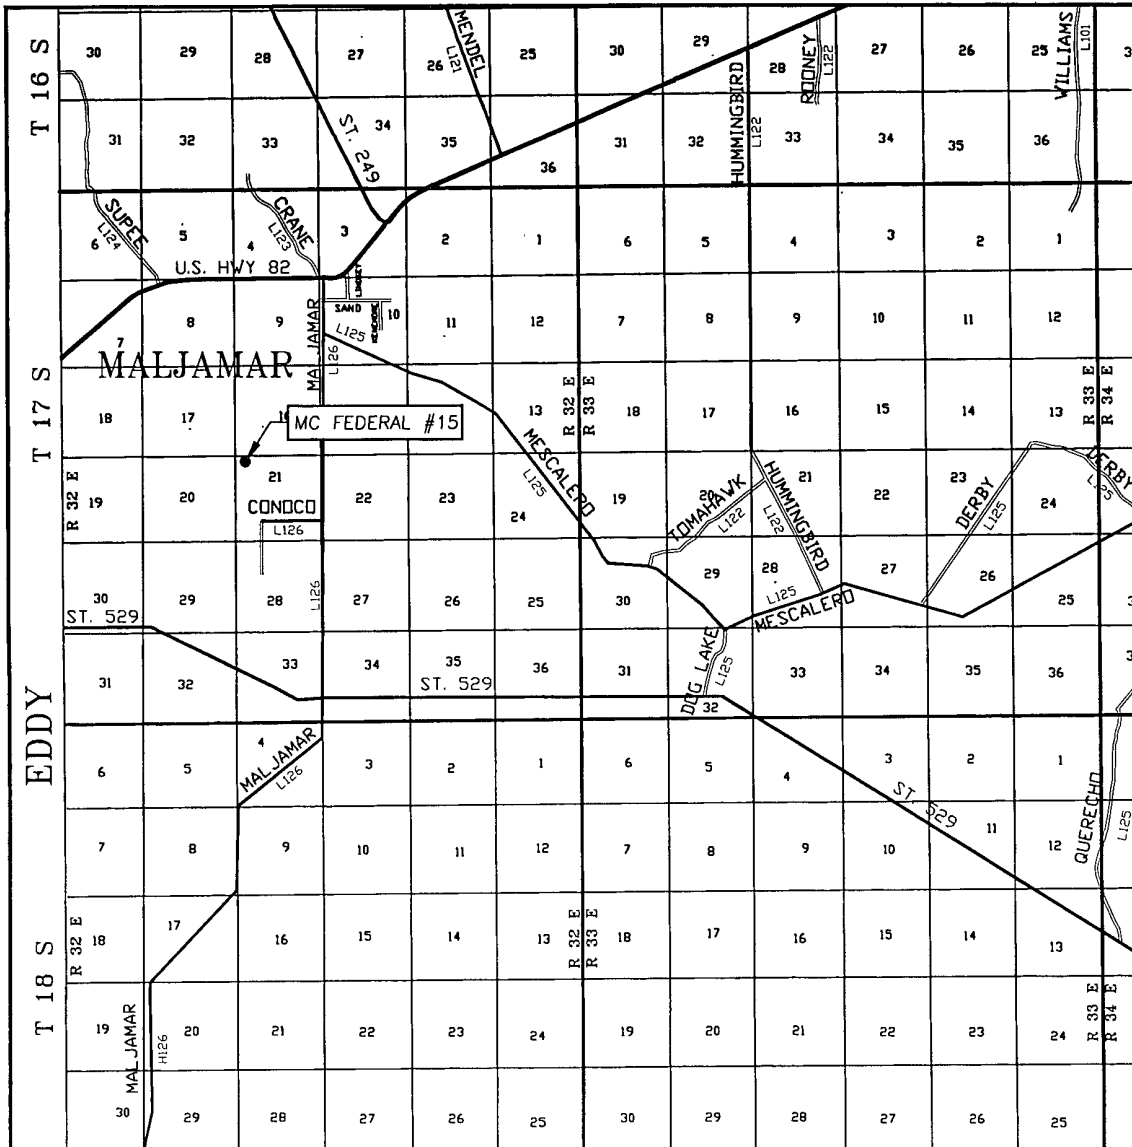 T 16 S
30 29 28 27 26 25 30 29 28 27 26 25 3
MENDEL
L121
HUMMINGBIRD
L122
ROONEY
L122
WILLIAMS
L101
31 32 33 34 35 36 31 32 33 34 35 36
ST. 249
SUPEE
L124
CRANE
L123
6 5 4 3 2 1 6 5 4 3 2 1
U.S. HWY 82
LINDSEY
SAND
MALJAMAR
L126
L125
7 8 9 10 11 12 7 8 9 10 11 12
MALJAMAR
T 17 S
R 32 E
R 33 E
R 33 E
R 34 E
18 17 13 18 17 16 15 14 13
MC FEDERAL #15
R 32 E
19 20 21 22 23 24 19 20 21 22 23 24
CONOCO
L126
MESCALERO
L125
TOMAHAWK
L122
HUMMINGBIRD
L122
DERBY
L125
DERBY
L125
30 29 28 27 26 25 30 29 28 27 26 25 3
L126
ST. 529
L125
MESCALERO
31 32 33 34 35 36 31 32 33 34 35 36 3
ST. 529
DOG LAKE
L125
EDDY
6 5 4 3 2 1 6 5 4 3 2 1
MALJAMAR
L126
ST. 529
QUERECHO
L125
7 8 9 10 11 12 7 8 9 10 11 12
T 18 S
R 32 E
R 32 E
R 33 E
18 17 16 15 14 13 18 17 16 15 14 13
R 33 E
R 34 E
19 20 21 22 23 24 19 20 21 22 23 24
MALJAMAR
H126
30 29 28 27 26 25 30 29 28 27 26 25